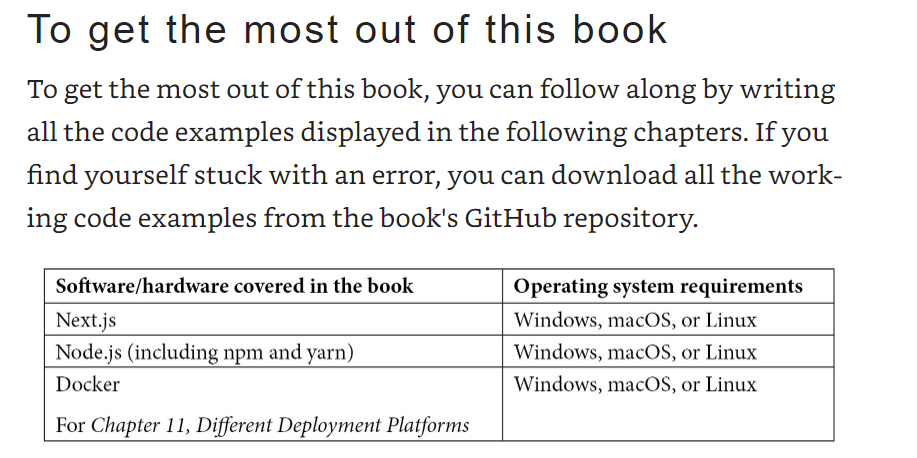 To get the most out of this book
To get the most out of this book, you can follow along by writing
all the code examples displayed in the following chapters. If you
find yourself stuck with an error, you can download all the work-
ing code examples from the book's GitHub repository.
Software/hardware covered in the book Operating system requirements
Next.js Windows, macOS, or Linux
Node.js (including npm and yarn) Windows, macOS, or Linux
Docker Windows, macOS, or Linux
For Chapter 11, Different Deployment Platforms